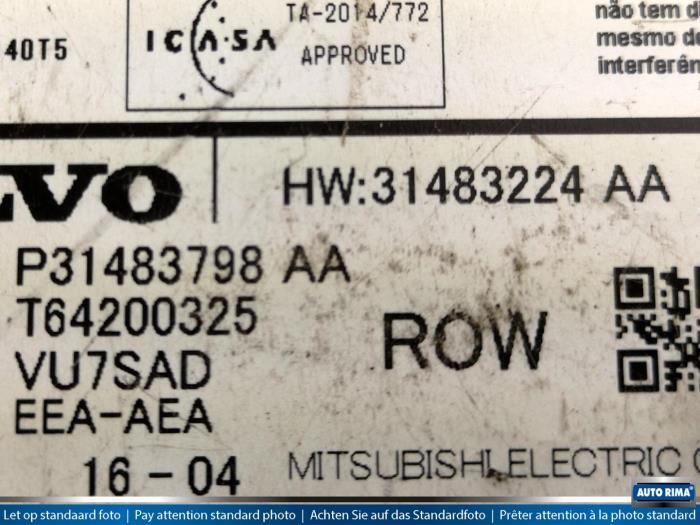 TA-2014/772
ICASA
APPROVED
40T5
não tem di
mesmo de
interferên
LVO
HW:31483224 AA
P31483798 AA
T64200325
ROW
VU7SAD
EEA-AEA
16-04
MITSUBISHI ELECTRIC C
AUTO RIMA
Let op standaard foto | Pay attention standard photo | Achten Sie auf das Standardfoto | Prêter attention à la photo standard